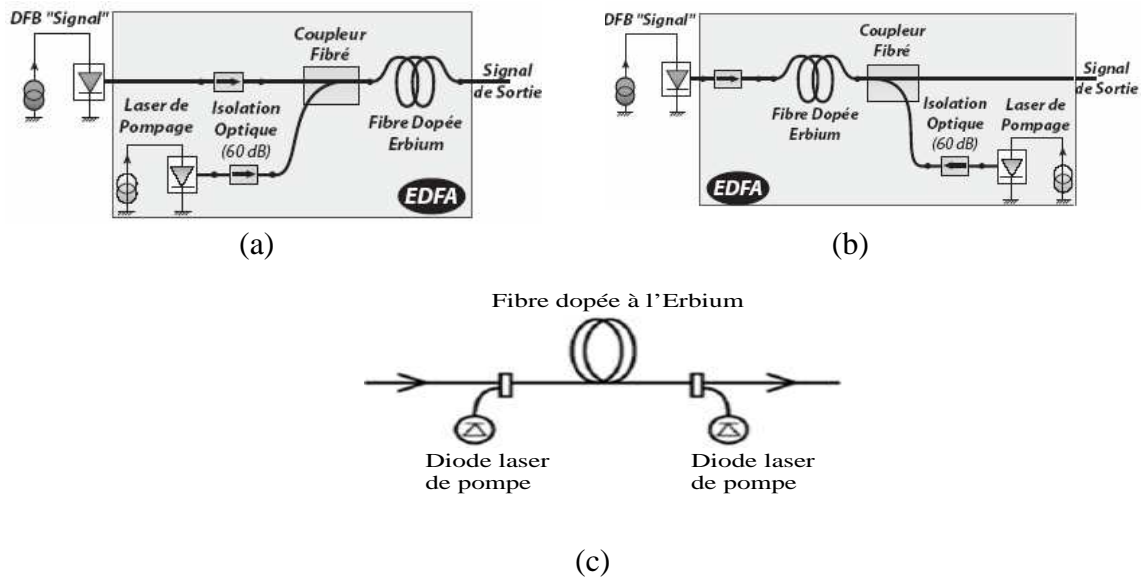 DFB "Signal"
Coupleur
Fibré
Signal
de Sortie
Laser de
Pompage
Isolation
Optique
(60 dB)
Fibre Dopée
Erbium
EDFA
(a)
DFB "Signal"
Coupleur
Fibré
Signal
de Sortie
Fibre Dopée
Erbium
Isolation
Optique
(60 dB)
Laser de
Pompage
EDFA
(b)
Fibre dopée à l'Erbium
Diode laser
de pompe
Diode laser
de pompe
(c)